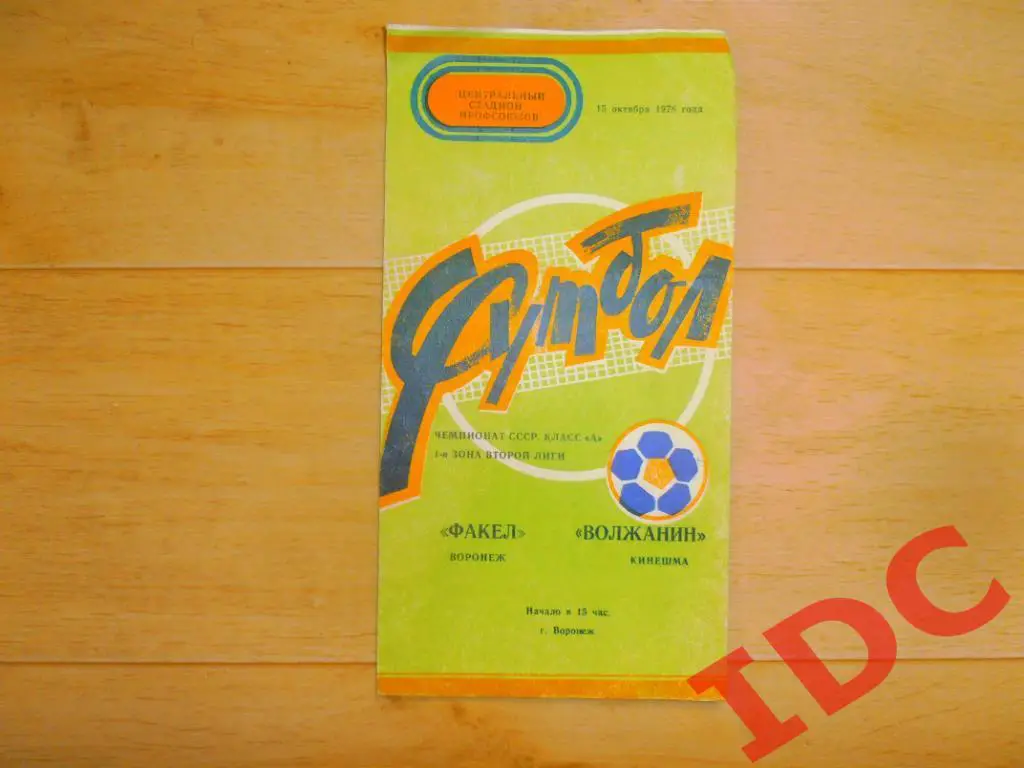 ЦЕНТРАЛЬНЫЙ
СТАДИОН
ПРОФСОЮЗОВ
15 октября 1978 года
Футбол
ЧЕМПИОНАТ СССР. КЛАСС «А»
1-я ЗОНА ВТОРОЙ ЛИГИ
«ФАКЕЛ» «ВОЛЖАНИН»
ВОРОНЕЖ КИНЕШМА
Начало в 15 час.
г. Воронеж
IDC